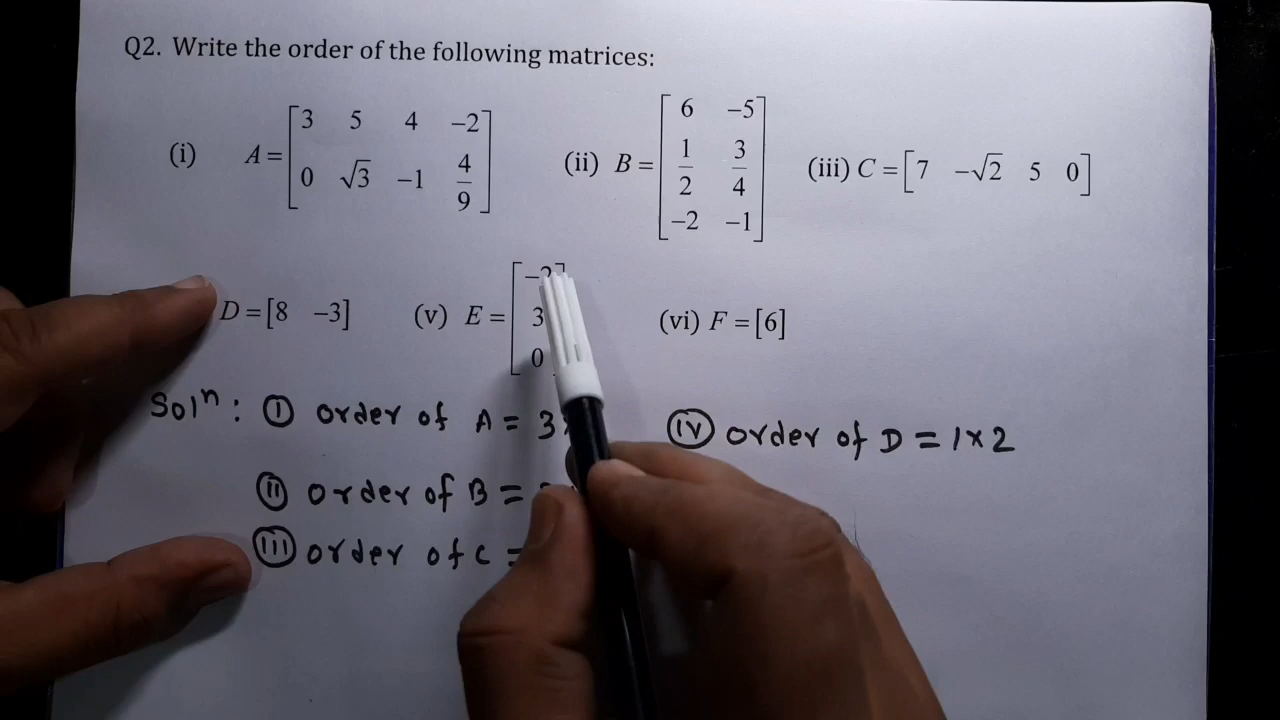 Q2. Write the order of the following matrices:
(i) A = [3 5 4 −2
0 √3 −1 4/9]
(ii) B = [6 −5
1/2 3/4
−2 −1]
(iii) C = [7 −√2 5 0]
D = [8 −3]
(v) E = [
3
0
(vi) F = [6]
Solⁿ: (i) order of A = 3
(ii) order of B =
(iii) order of C =
(iv) order of D = 1×2